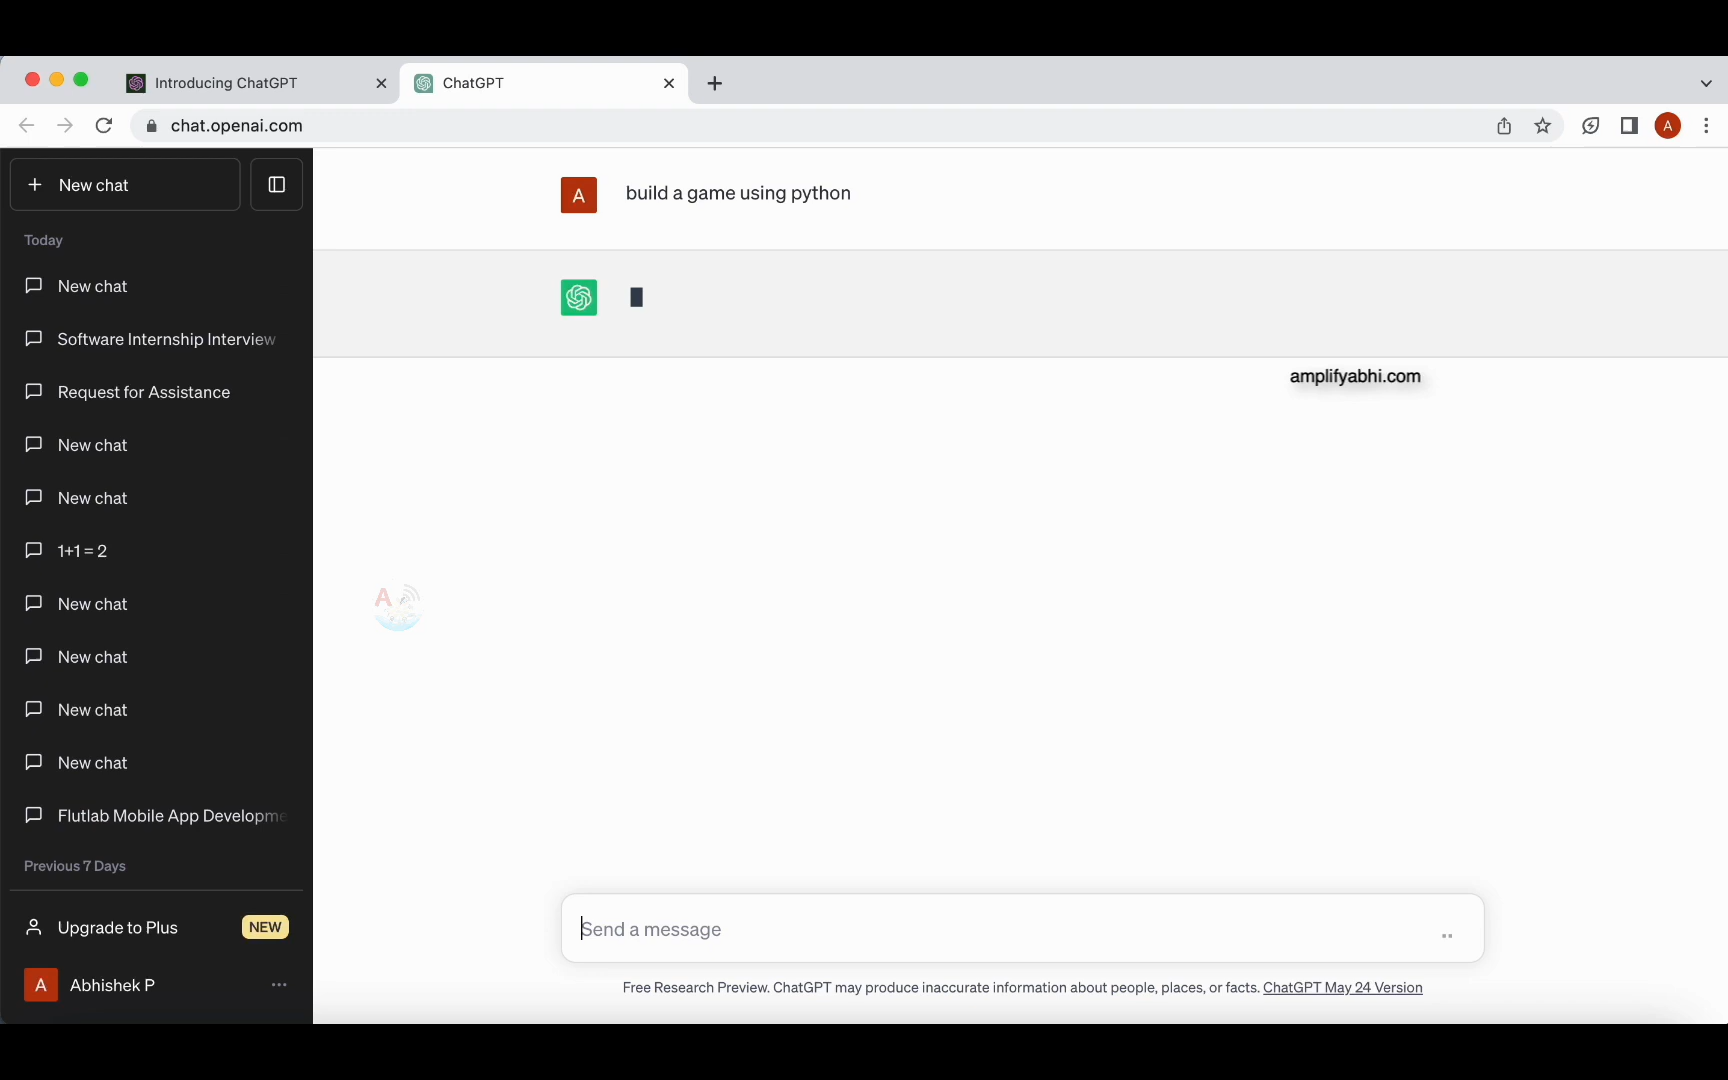 Introducing ChatGPT
ChatGPT
chat.openai.com
A
New chat
Today
New chat
Software Internship Interview
Request for Assistance
New chat
New chat
1+1 = 2
New chat
New chat
New chat
New chat
Flutlab Mobile App Developme
Previous 7 Days
Upgrade to Plus NEW
A Abhishek P
A build a game using python
amplifyabhi.com
A
Send a message
Free Research Preview. ChatGPT may produce inaccurate information about people, places, or facts. ChatGPT May 24 Version